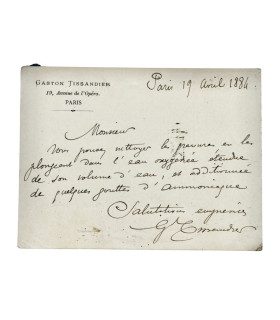 GASTON TISSANDIER
19, Avenue de l'Opéra.
PARIS
Paris 19 avril 1884
Monsieur
Vous pouvez nettoyer les gravures en les
plongeant dans l'eau oxygénée étendue
de son volume d'eau, et additionnée
de quelques gouttes d'ammoniaque
Salutations empressées
G Tissandier